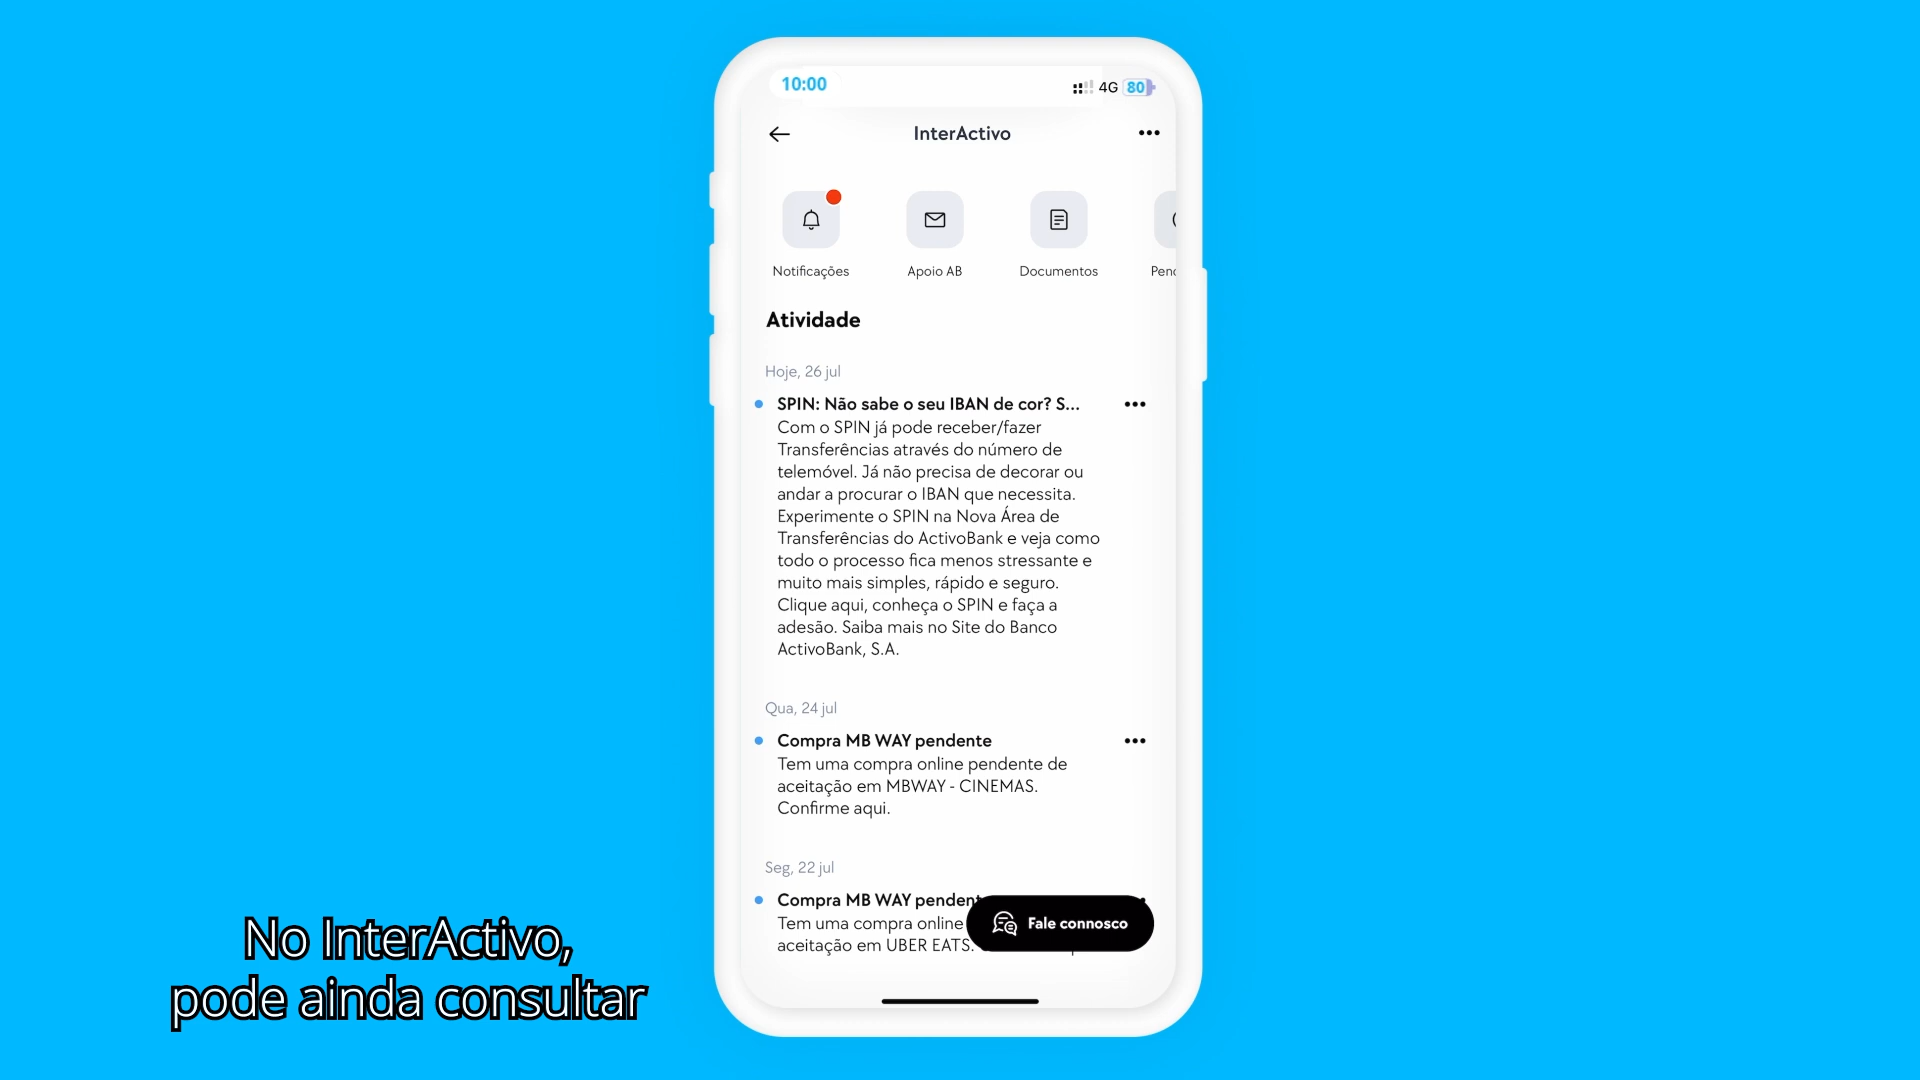 10:00
4G 80
InterActivo
Notificações
Apoio AB
Documentos
Atividade
Hoje, 26 jul
SPIN: Não sabe o seu IBAN de cor? S...
Com o SPIN já pode receber/fazer
Transferências através do número de
telemóvel. Já não precisa de decorar ou
andar a procurar o IBAN que necessita.
Experimente o SPIN na Nova Área de
Transferências do ActivoBank e veja como
todo o processo fica menos stressante e
muito mais simples, rápido e seguro.
Clique aqui, conheça o SPIN e faça a
adesão. Saiba mais no Site do Banco
ActivoBank, S.A.
Qua, 24 jul
Compra MB WAY pendente
Tem uma compra online pendente de
aceitação em MBWAY - CINEMAS.
Confirme aqui.
Seg, 22 jul
Compra MB WAY
Tem uma compra online
aceitação em UBER EATS.
Fale connosco
No InterActivo,
pode ainda consultar